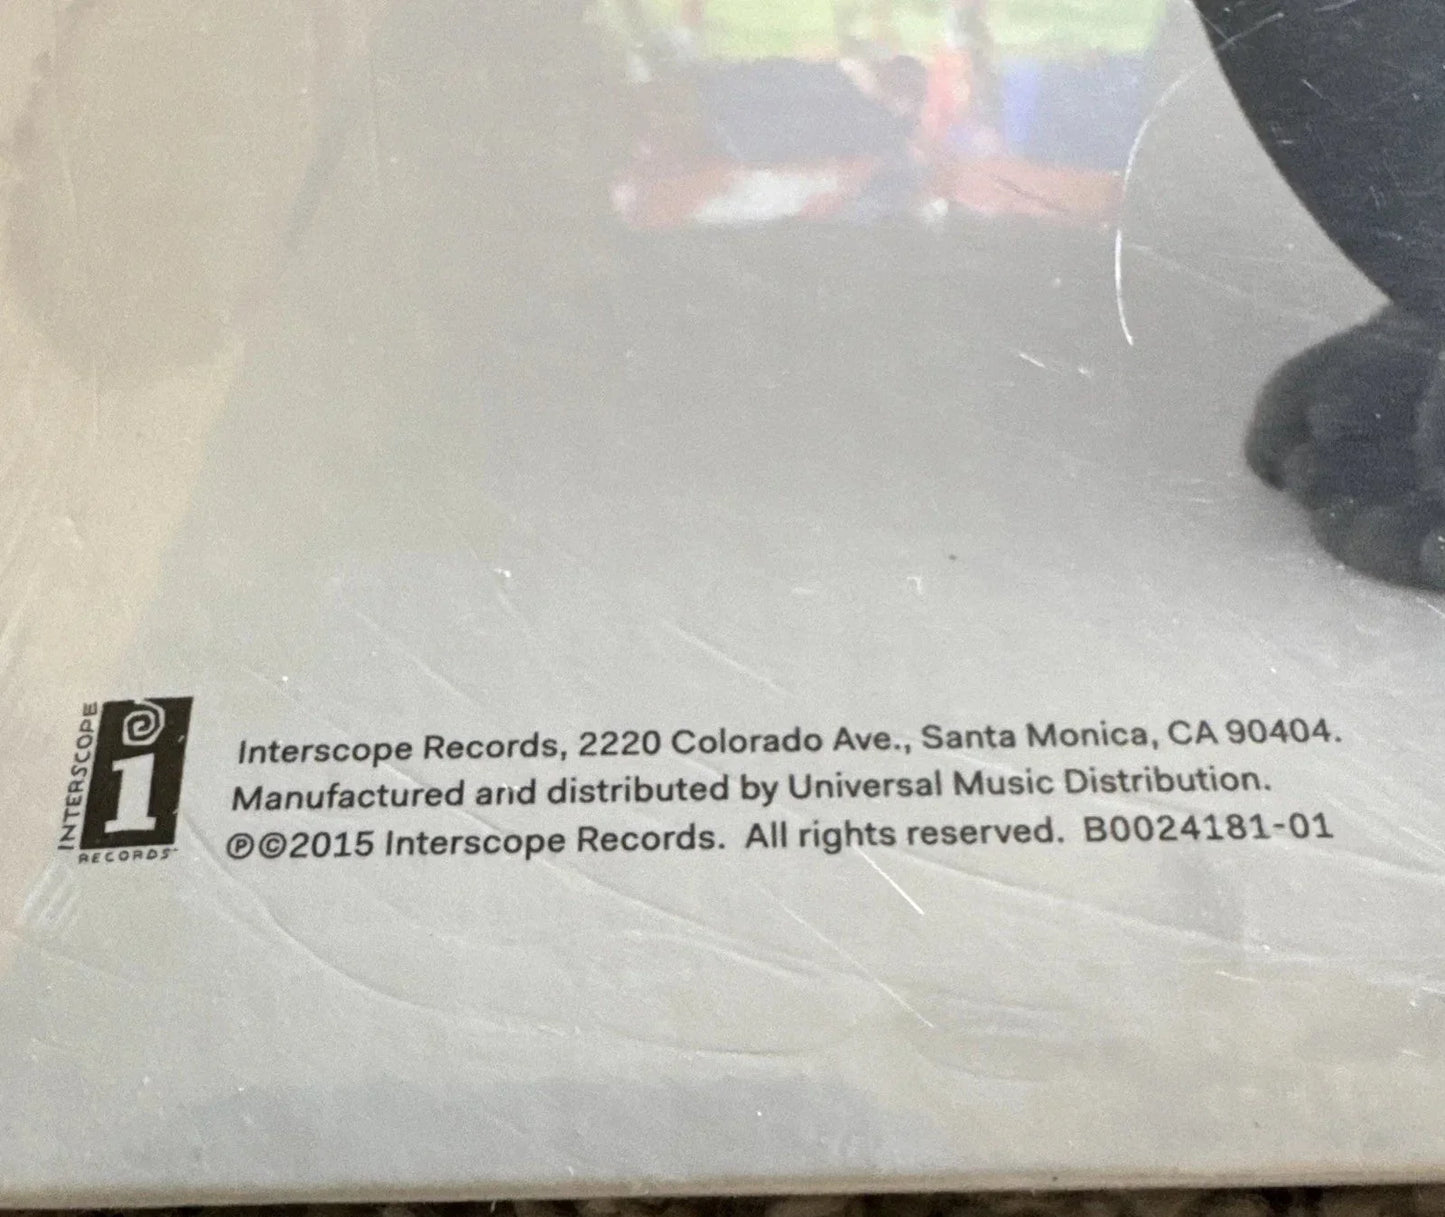 INTERSCOPE
i
RECORDS
Interscope Records, 2220 Colorado Ave., Santa Monica, CA 90404.
Manufactured and distributed by Universal Music Distribution.
℗©2015 Interscope Records. All rights reserved. B0024181-01